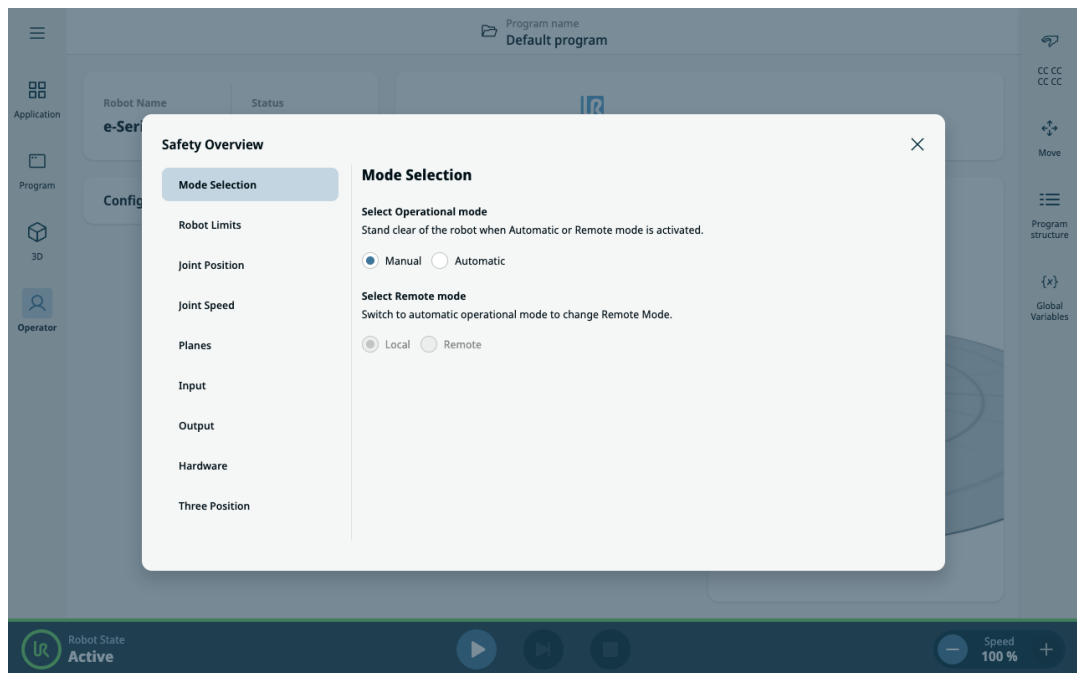 Program name
Default program
Application
Program
3D
Operator
Robot Name
Status
e-Seri
Config
Safety Overview
Mode Selection
Robot Limits
Joint Position
Joint Speed
Planes
Input
Output
Hardware
Three Position
Mode Selection
Select Operational mode
Stand clear of the robot when Automatic or Remote mode is activated.
Manual Automatic
Select Remote mode
Switch to automatic operational mode to change Remote Mode.
Local Remote
CC CC
CC CC
Move
Program
structure
{x}
Global
Variables
Robot State
Active
Speed
100 %